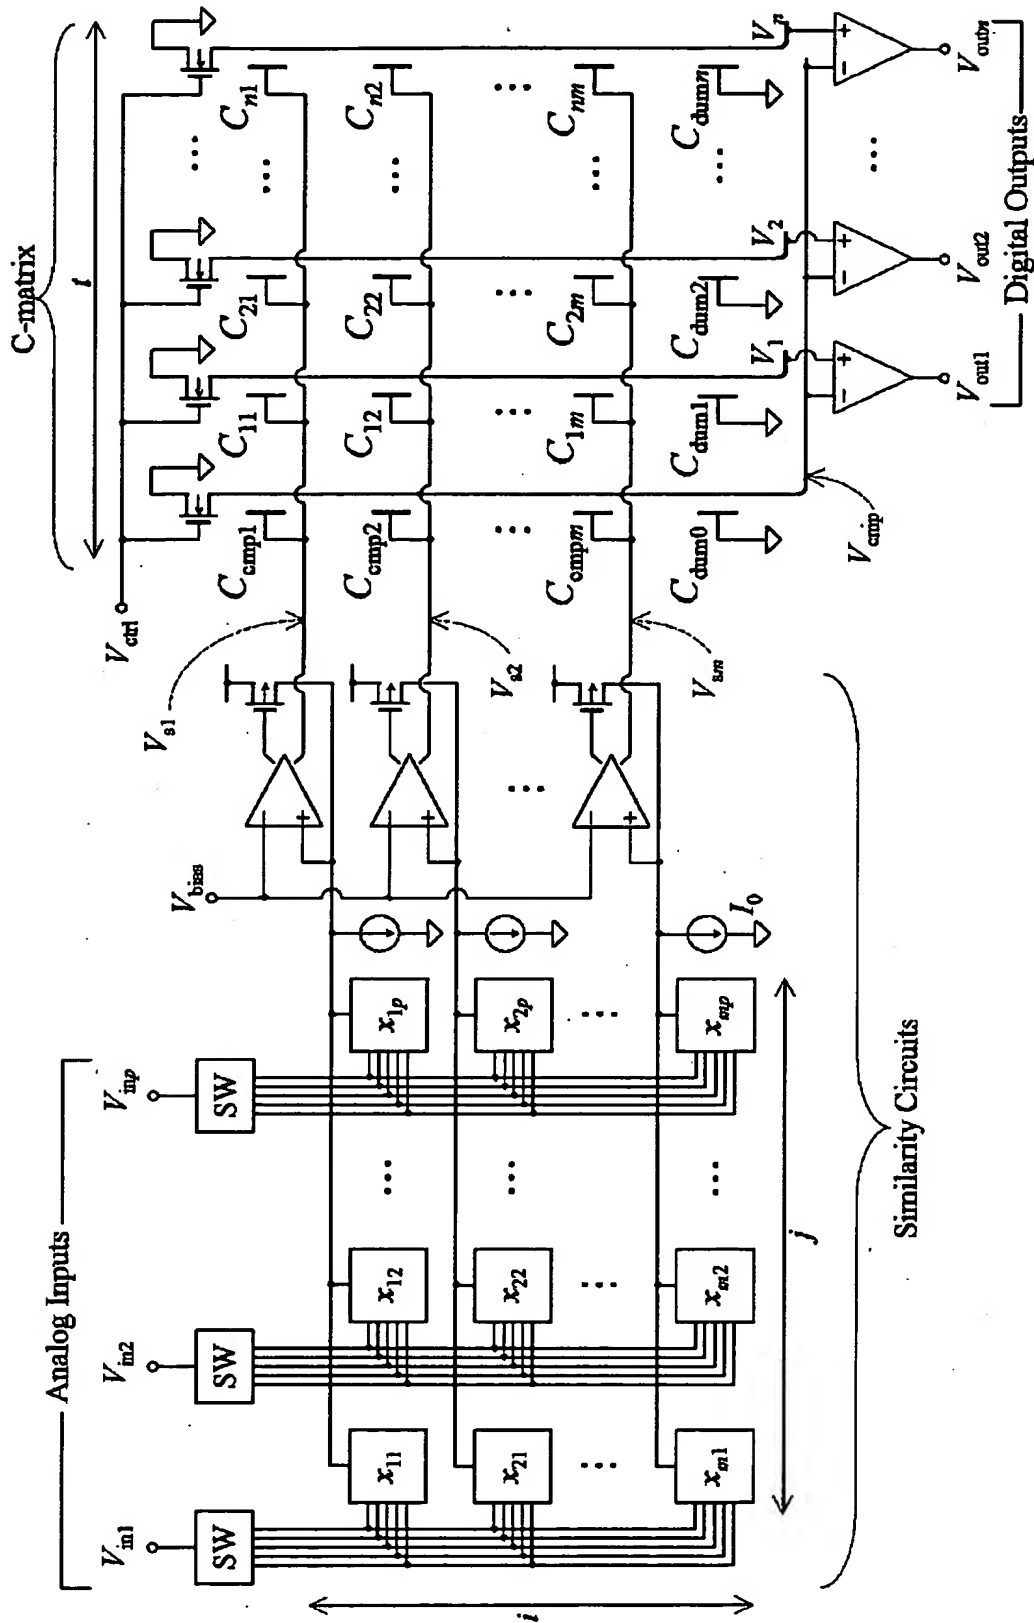 Analog Inputs
V_in1
V_in2
V_inp
SW
SW
SW
x_11
x_12
x_1p
x_21
x_22
x_2p
x_m1
x_m2
x_mp
i
j
I_0
V_bias
Similarity Circuits
V_s1
V_s2
V_sm
V_ctrl
C-matrix
t
C_cmp1
C_11
C_21
C_n1
C_cmp2
C_12
C_22
C_n2
C_cmpm
C_1m
C_2m
C_nm
C_dum0
C_dum1
C_dum2
C_dumn
V_cmp
V_1
V_2
V_n
V_out1
V_out2
V_outn
Digital Outputs